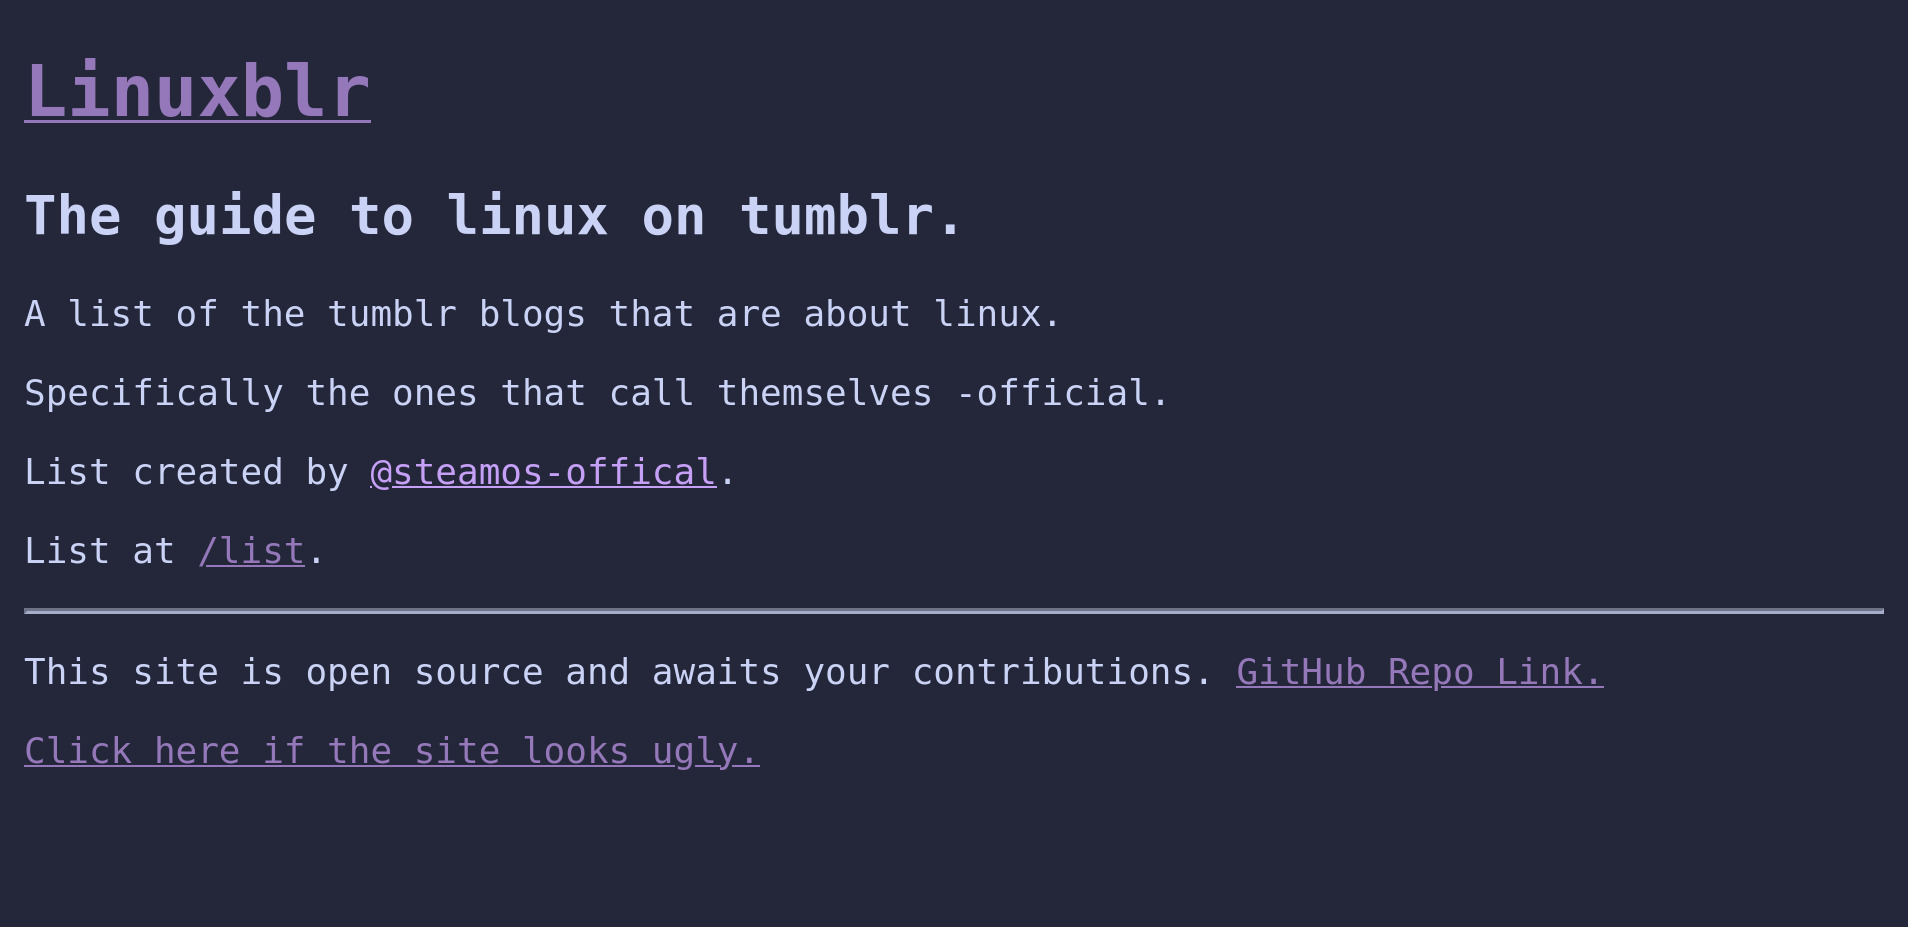 Linuxblr
The guide to linux on tumblr.
A list of the tumblr blogs that are about linux.
Specifically the ones that call themselves -official.
List created by @steamos-offical.
List at /list.
This site is open source and awaits your contributions. GitHub Repo Link.
Click here if the site looks ugly.